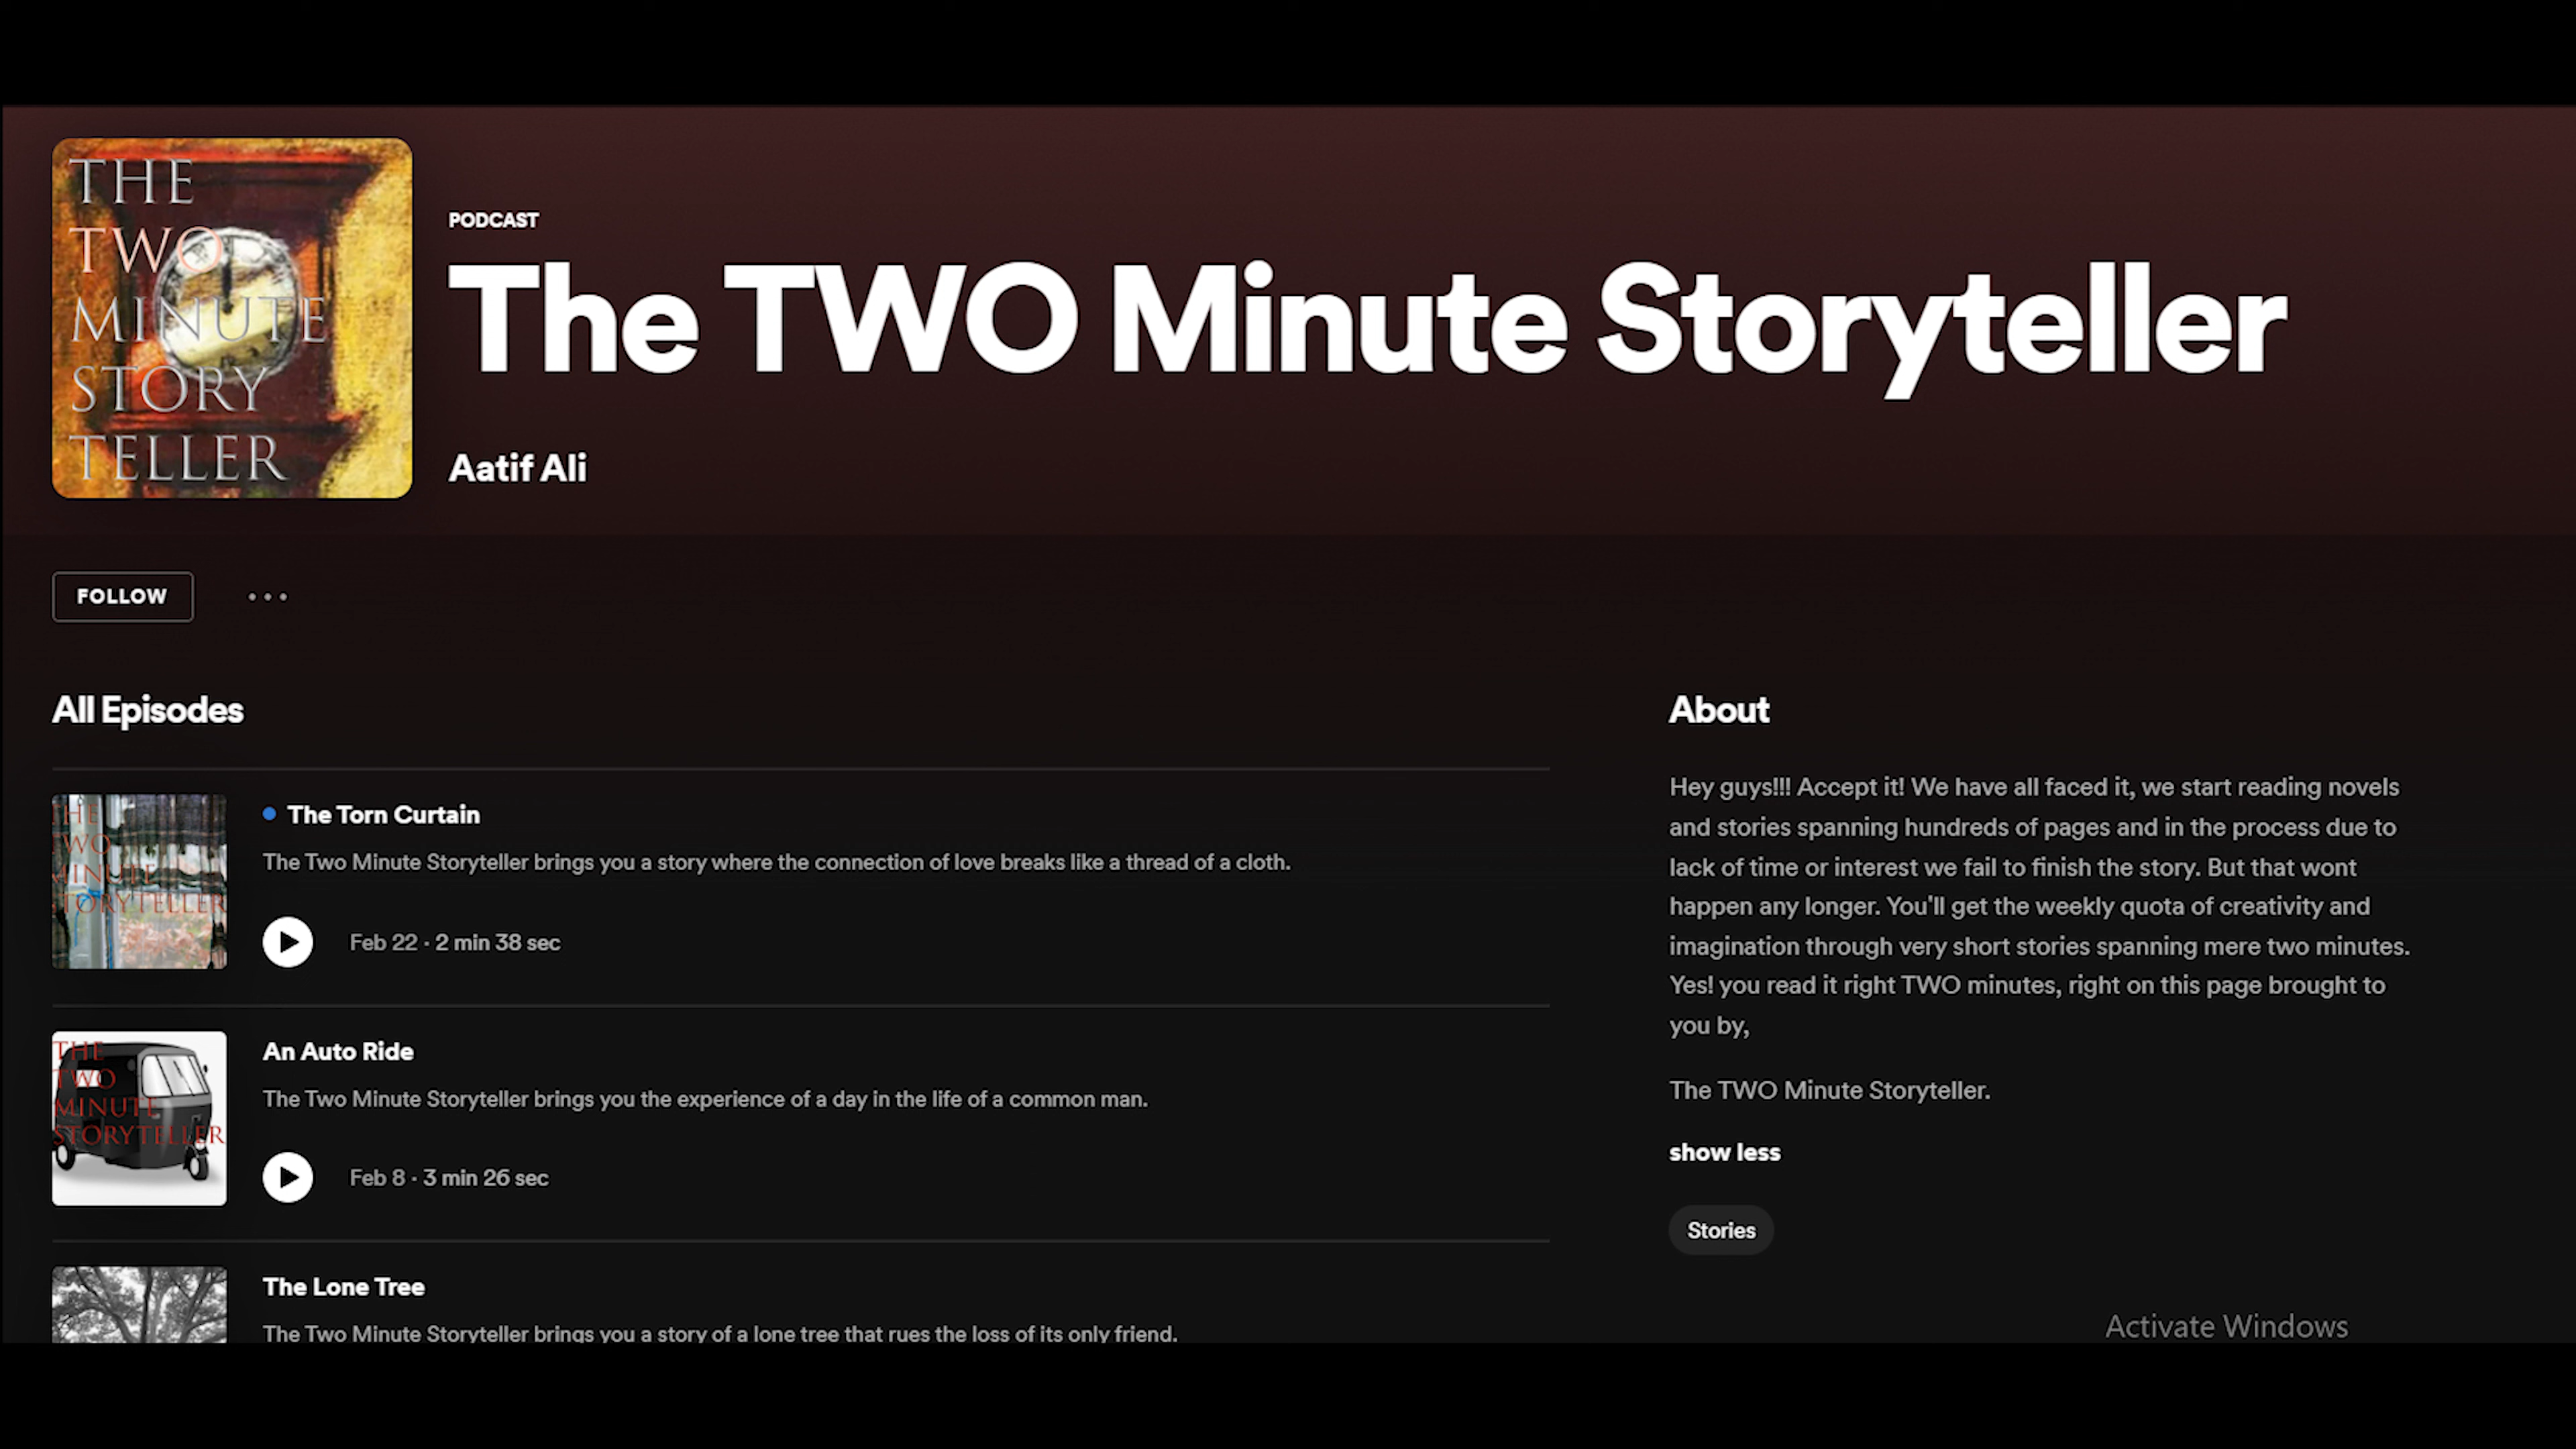 THE
TWO
MINUTE
STORY
TELLER
PODCAST
The TWO Minute Storyteller
Aatif Ali
FOLLOW
All Episodes
THE
TWO
MINUTE
STORYTELLER
The Torn Curtain
The Two Minute Storyteller brings you a story where the connection of love breaks like a thread of a cloth.
Feb 22 · 2 min 38 sec
THE
TWO
MINUTE
STORYTELLER
An Auto Ride
The Two Minute Storyteller brings you the experience of a day in the life of a common man.
Feb 8 · 3 min 26 sec
The Lone Tree
The Two Minute Storyteller brings you a story of a lone tree that rues the loss of its only friend.
About
Hey guys!!! Accept it! We have all faced it, we start reading novels
and stories spanning hundreds of pages and in the process due to
lack of time or interest we fail to finish the story. But that wont
happen any longer. You'll get the weekly quota of creativity and
imagination through very short stories spanning mere two minutes.
Yes! you read it right TWO minutes, right on this page brought to
you by,
The TWO Minute Storyteller.
show less
Stories
Activate Windows